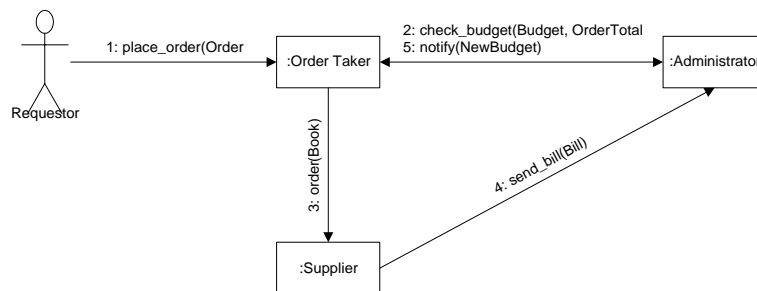 1: place_order(Order
:Order Taker
2: check_budget(Budget, OrderTotal
5: notify(NewBudget)
:Administrator
Requestor
3: order(Book)
4: send_bill(Bill)
:Supplier